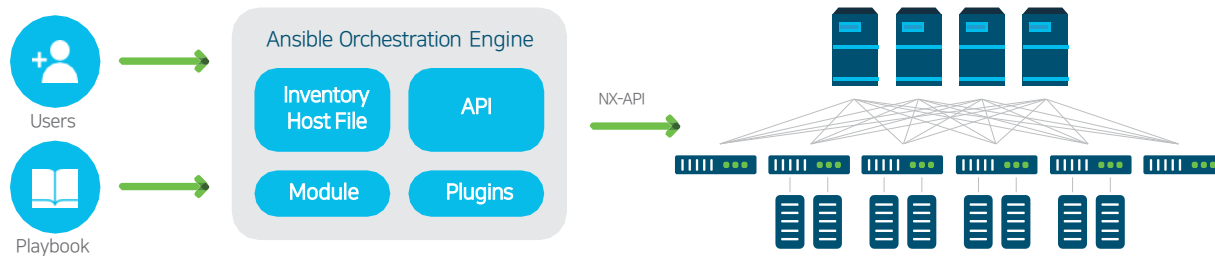 Users
Playbook
Ansible Orchestration Engine
Inventory
Host File
API
Module
Plugins
NX-API